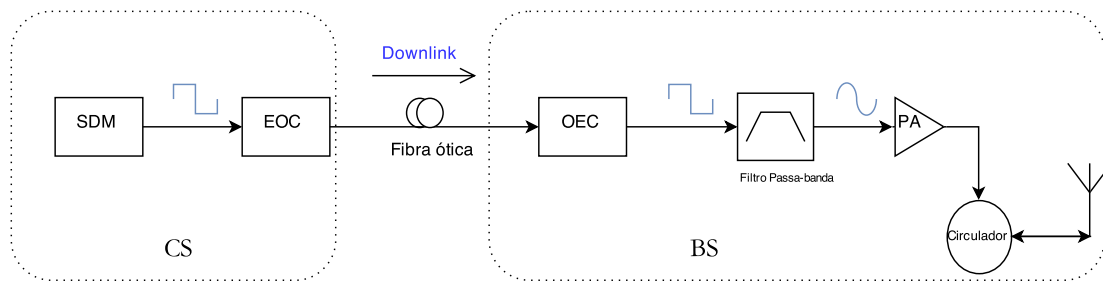 Downlink
SDM
EOC
Fibra ótica
OEC
Filtro Passa-banda
PA
Circulador
CS
BS